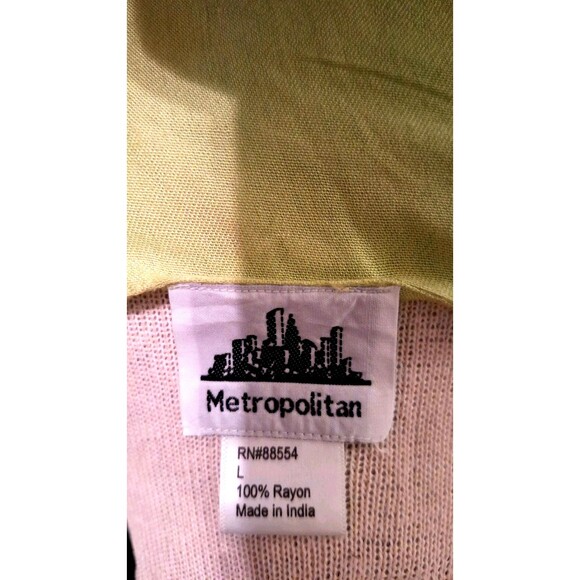 Metropolitan
RN#88554
L
100% Rayon
Made in India